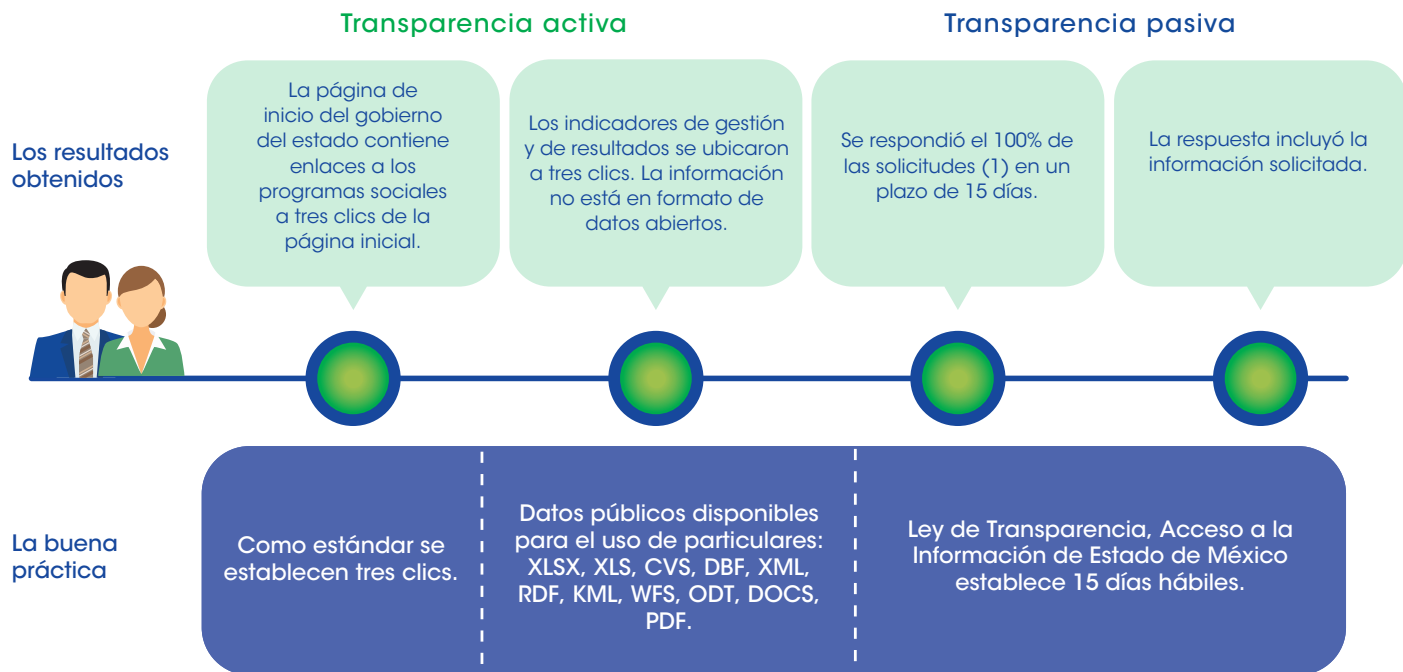 Transparencia activa
Transparencia pasiva
Los resultados
obtenidos
La página de
inicio del gobierno
del estado contiene
enlaces a los
programas sociales
a tres clics de la
página inicial.
Los indicadores de gestión
y de resultados se ubicaron
a tres clics. La información
no está en formato de
datos abiertos.
Se respondió el 100% de
las solicitudes (1) en un
plazo de 15 días.
La respuesta incluyó la
información solicitada.
La buena
práctica
Como estándar se
establecen tres clics.
Datos públicos disponibles
para el uso de particulares:
XLSX, XLS, CVS, DBF, XML,
RDF, KML, WFS, ODT, DOCS,
PDF.
Ley de Transparencia, Acceso a la
Información de Estado de México
establece 15 días hábiles.